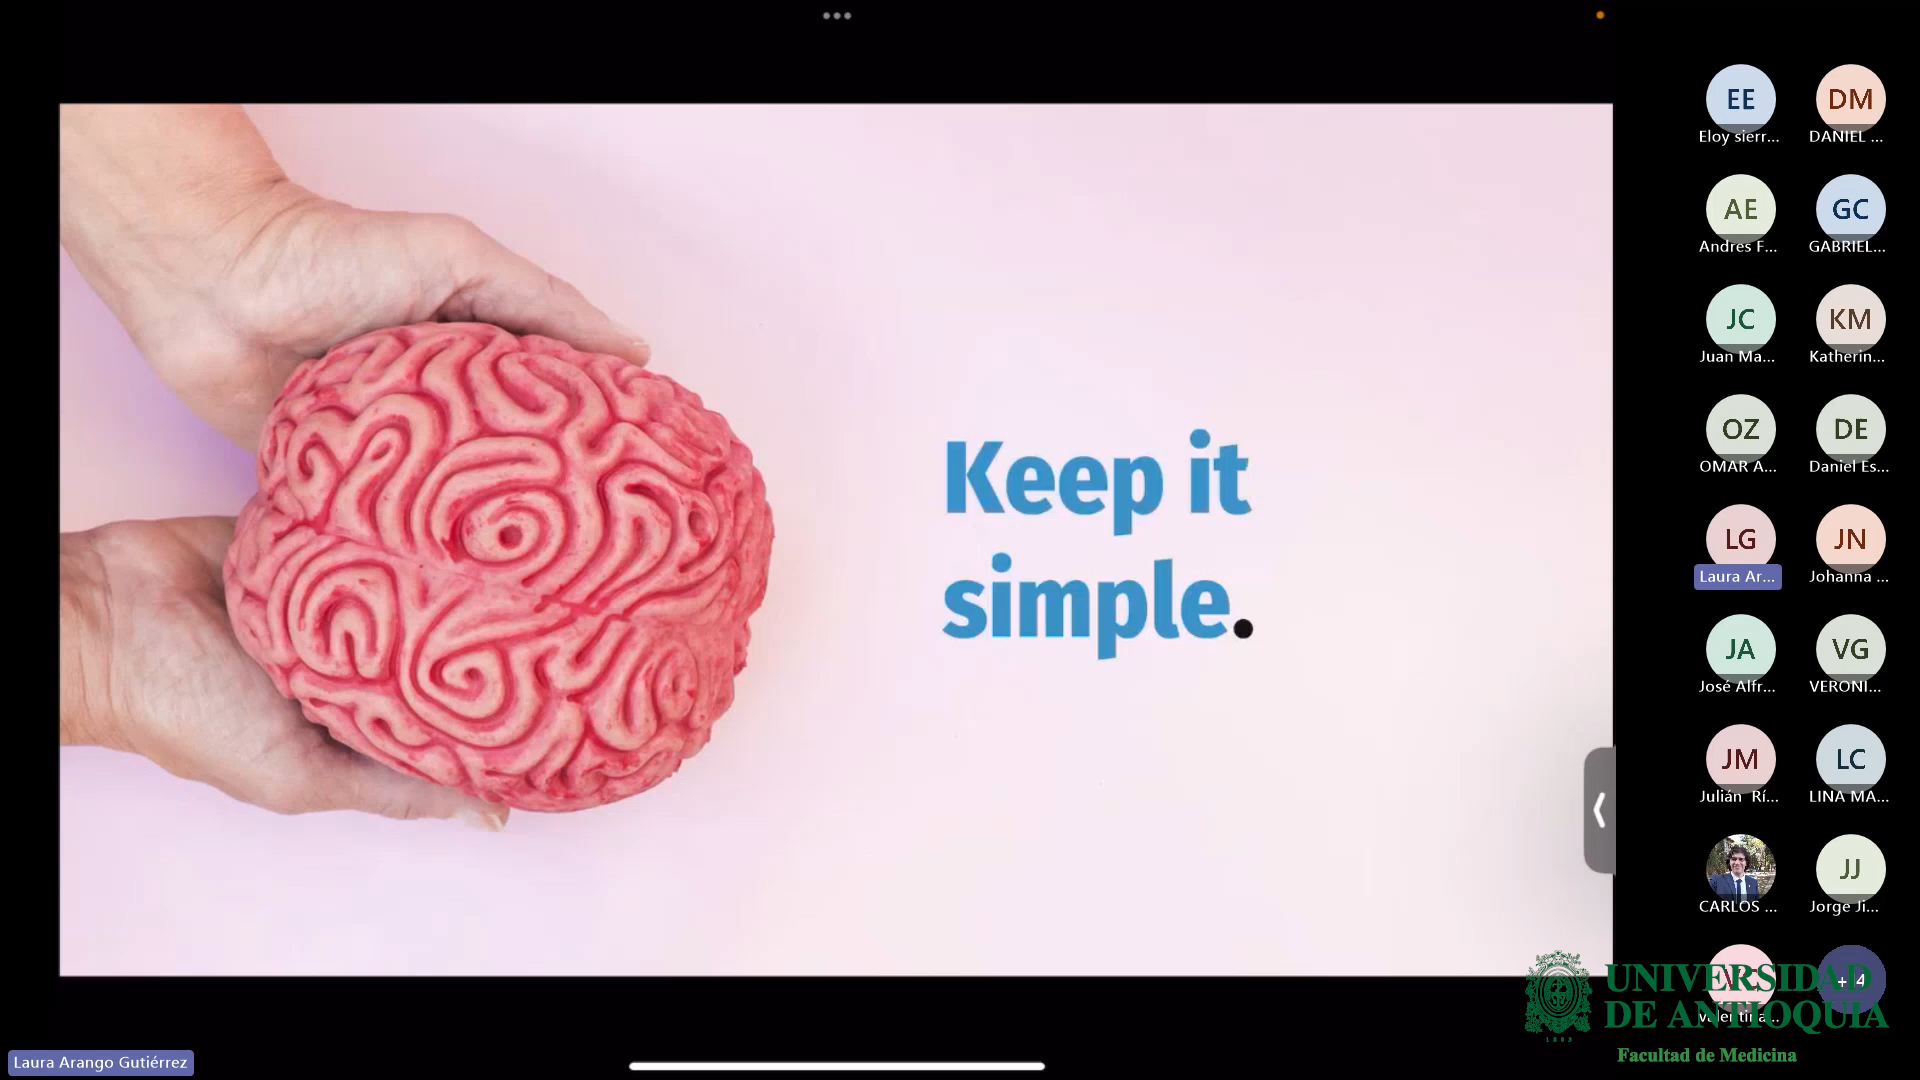 Keep it
simple.
EE
DM
Eloy sierr...
DANIEL ...
AE
GC
Andres F...
GABRIEL...
JC
KM
Juan Ma...
Katherin...
OZ
DE
OMAR A...
Daniel Es...
LG
JN
Laura Ar...
Johanna ...
JA
VG
José Alfr...
VERONI...
JM
LC
Julián Rí...
LINA MA...
JJ
CARLOS ...
Jorge Ji...
UNIVERSIDAD
DE ANTIOQUIA
1803
Facultad de Medicina
Laura Arango Gutiérrez